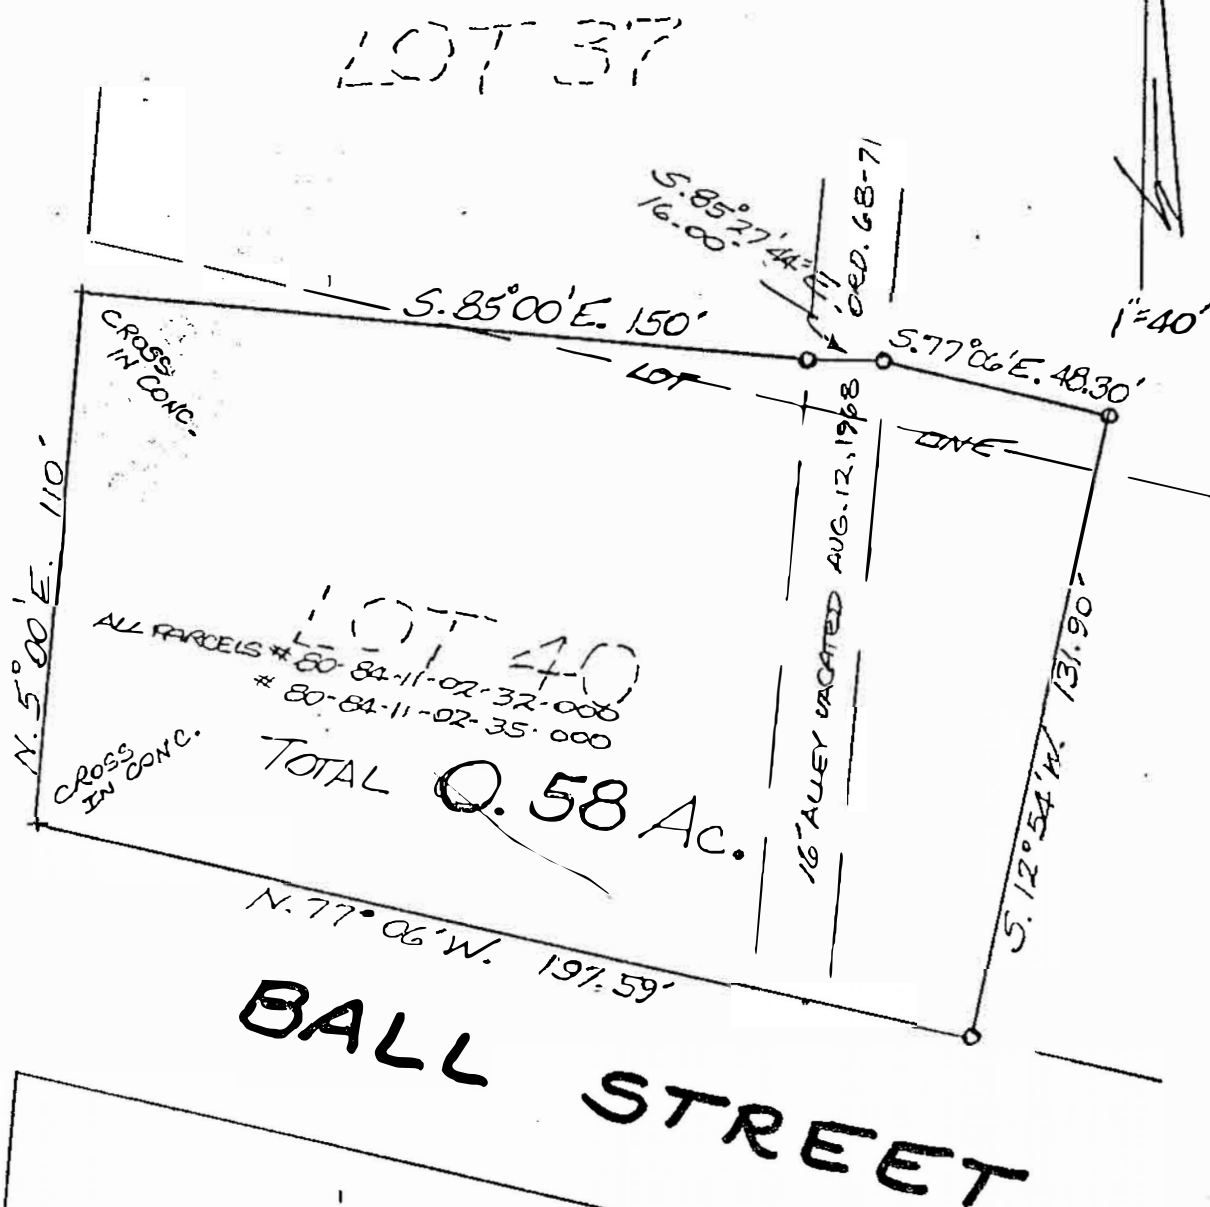 LOT 37
ORD. 68-71
S.85°27'44"E
16.00'
1"=40'
S.85°00'E. 150'
S.77°06'E. 48.30'
CROSS
IN CONC.
LOT
ONE
N. 5°00'E. 110'
16' ALLEY VACATED AUG. 12, 1968
S. 12°54'W. 131.90'
LOT 40
ALL PARCELS # 80-84-11-02-32-000
# 80-84-11-02-35-000
CROSS
IN CONC.
TOTAL 0.58 Ac.
N. 77°06'W. 197.59'
BALL STREET